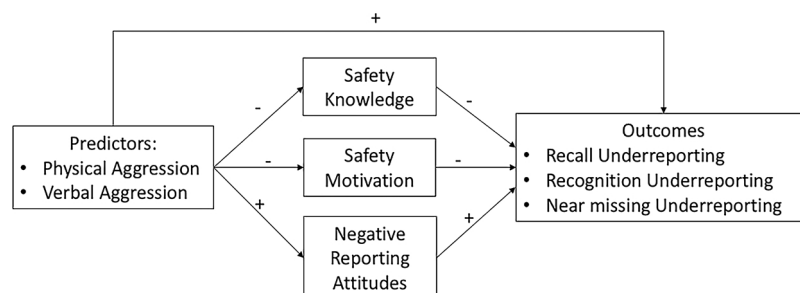 +
Safety
Knowledge
-
-
Predictors:
• Physical Aggression
• Verbal Aggression
-
Safety
Motivation
-
Outcomes
• Recall Underreporting
• Recognition Underreporting
• Near missing Underreporting
+
+
Negative
Reporting
Attitudes